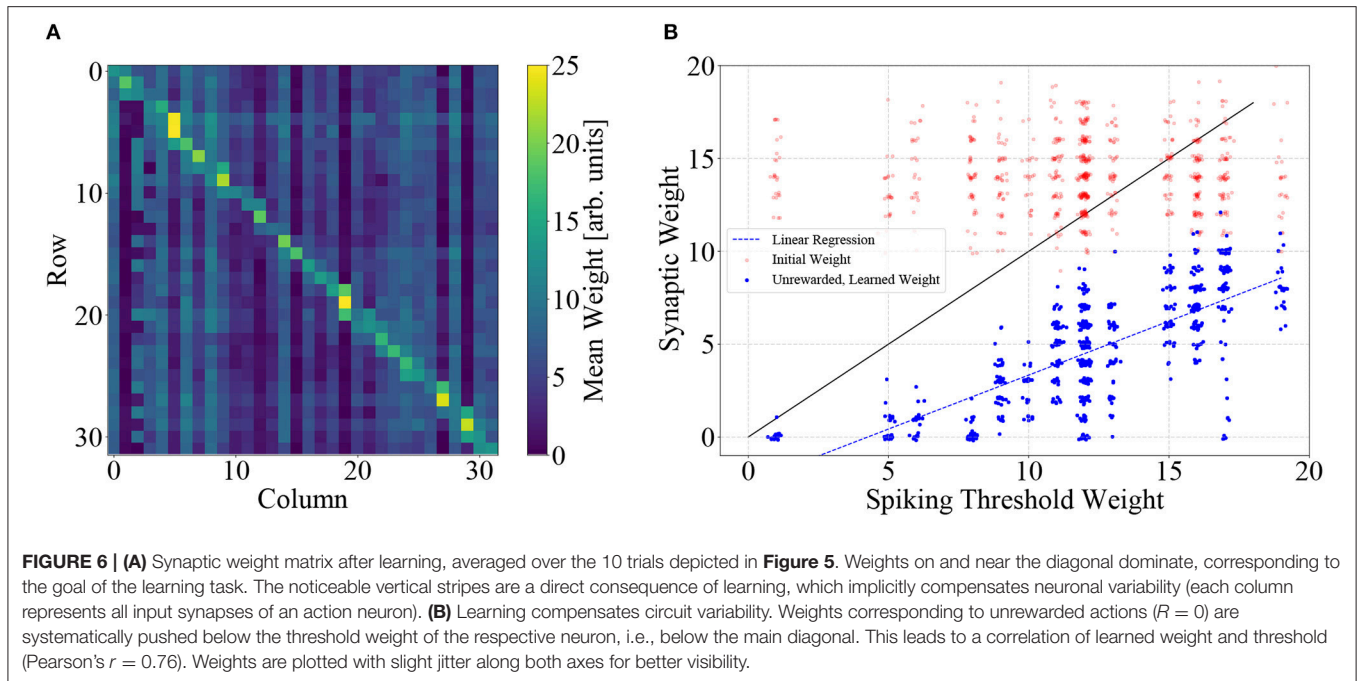 A
B
0
10
20
30
Row
0
10
20
30
Column
25
20
15
10
5
0
Mean Weight [arb. units]
20
15
10
5
0
Synaptic Weight
Linear Regression
Initial Weight
Unrewarded, Learned Weight
0
5
10
15
20
Spiking Threshold Weight
FIGURE 6 | (A) Synaptic weight matrix after learning, averaged over the 10 trials depicted in Figure 5. Weights on and near the diagonal dominate, corresponding to
the goal of the learning task. The noticeable vertical stripes are a direct consequence of learning, which implicitly compensates neuronal variability (each column
represents all input synapses of an action neuron). (B) Learning compensates circuit variability. Weights corresponding to unrewarded actions (R = 0) are
systematically pushed below the threshold weight of the respective neuron, i.e., below the main diagonal. This leads to a correlation of learned weight and threshold
(Pearson's r = 0.76). Weights are plotted with slight jitter along both axes for better visibility.